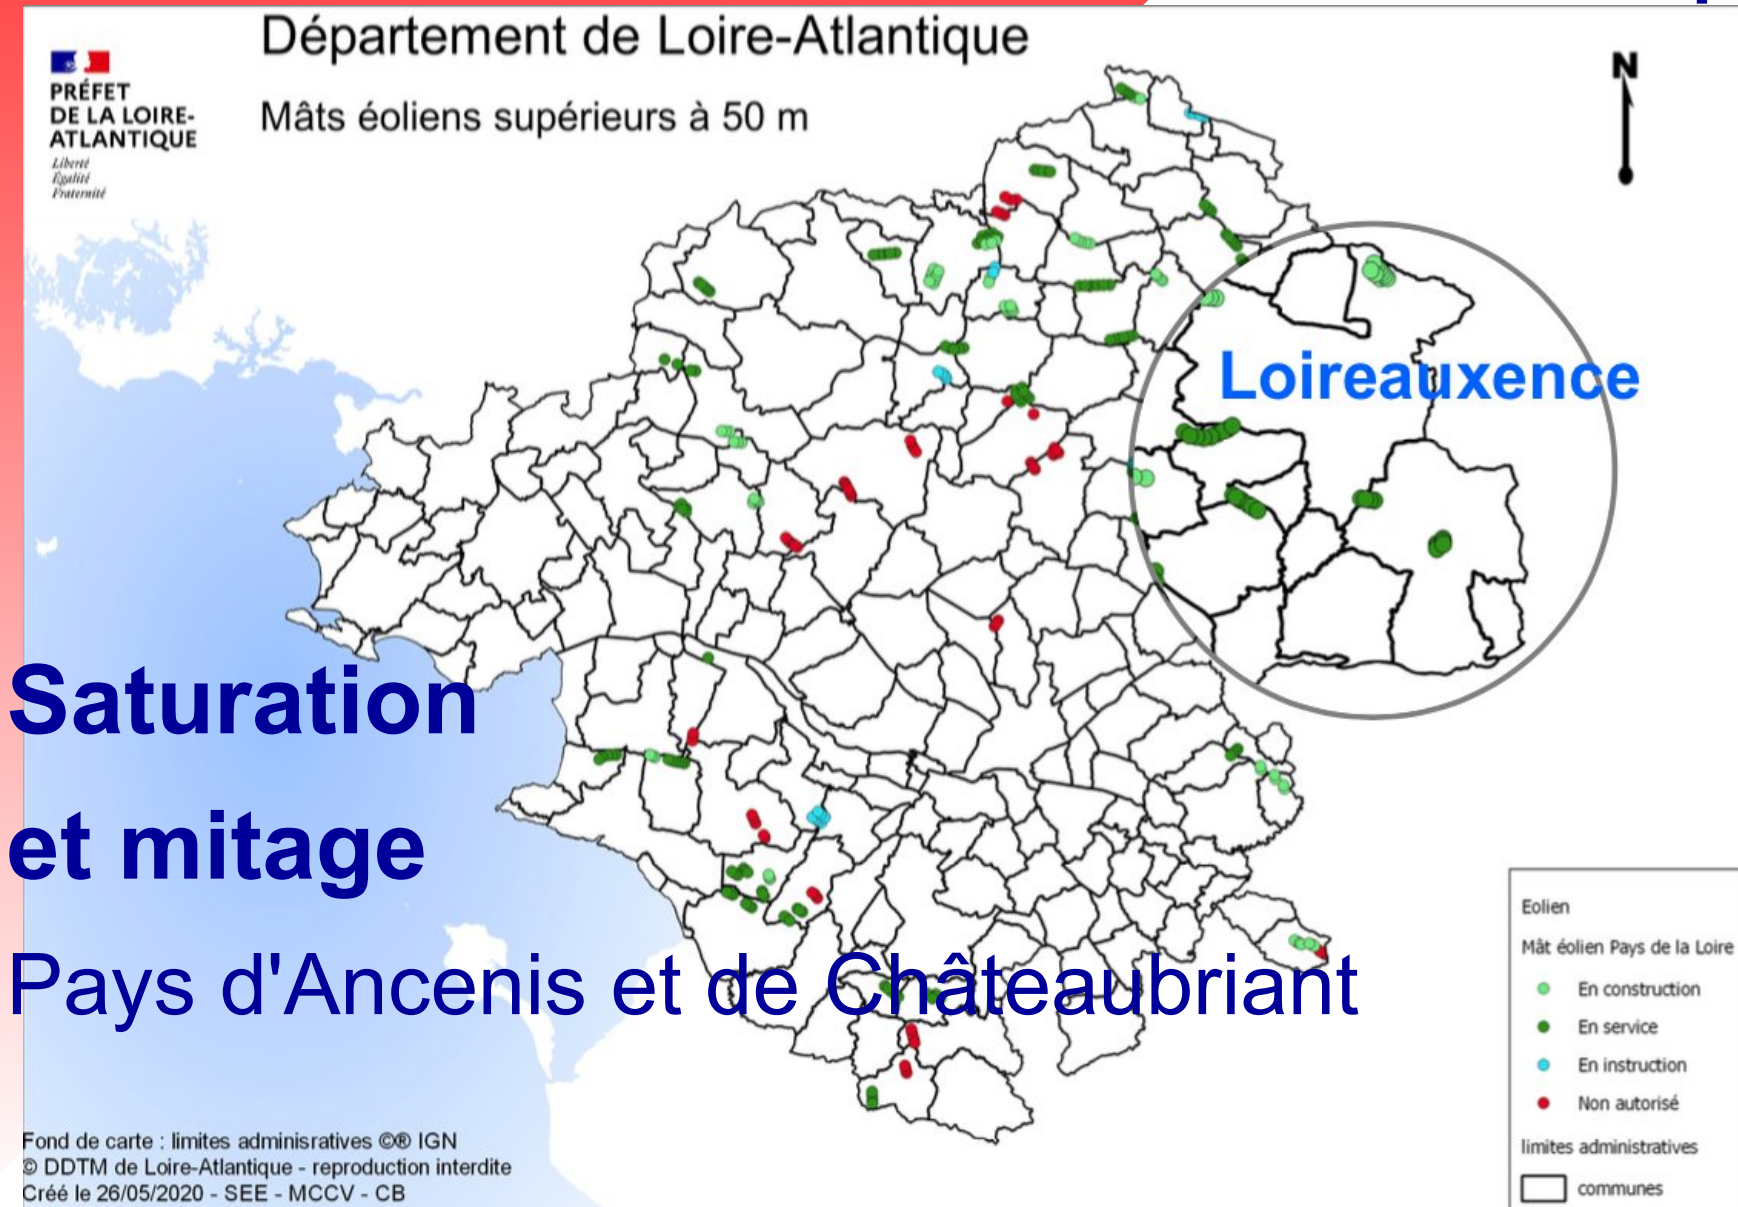 Département de Loire-Atlantique
Mâts éoliens supérieurs à 50 m
PRÉFET
DE LA LOIRE-
ATLANTIQUE
Liberté
Égalité
Fraternité
N
Loireauxence
Saturation
et mitage
Pays d'Ancenis et de Châteaubriant
Eolien
Mât éolien Pays de la Loire
En construction
En service
En instruction
Non autorisé
limites administratives
communes
Fond de carte : limites adminisratives ©® IGN
© DDTM de Loire-Atlantique - reproduction interdite
Créé le 26/05/2020 - SEE - MCCV - CB